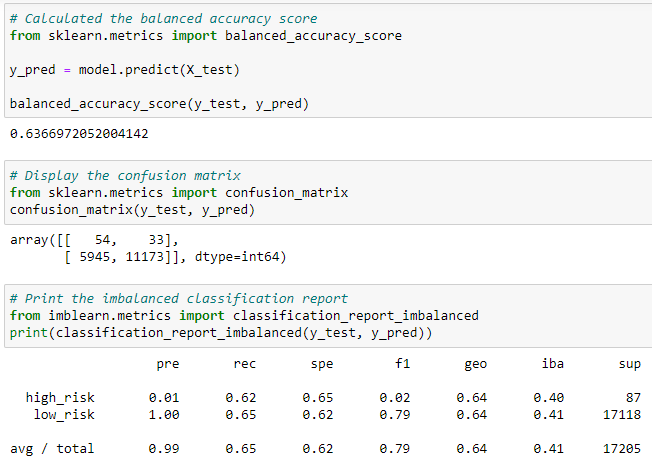 # Calculated the balanced accuracy score
from sklearn.metrics import balanced_accuracy_score
y_pred = model.predict(X_test)
balanced_accuracy_score(y_test, y_pred)
0.6366972052004142
# Display the confusion matrix
from sklearn.metrics import confusion_matrix
confusion_matrix(y_test, y_pred)
array([[   54,    33],
       [ 5945, 11173]], dtype=int64)
# Print the imbalanced classification report
from imblearn.metrics import classification_report_imbalanced
print(classification_report_imbalanced(y_test, y_pred))
                   pre       rec       spe        f1       geo       iba       sup
  high_risk       0.01      0.62      0.65      0.02      0.64      0.40        87
   low_risk       1.00      0.65      0.62      0.79      0.64      0.41     17118
avg / total       0.99      0.65      0.62      0.79      0.64      0.41     17205